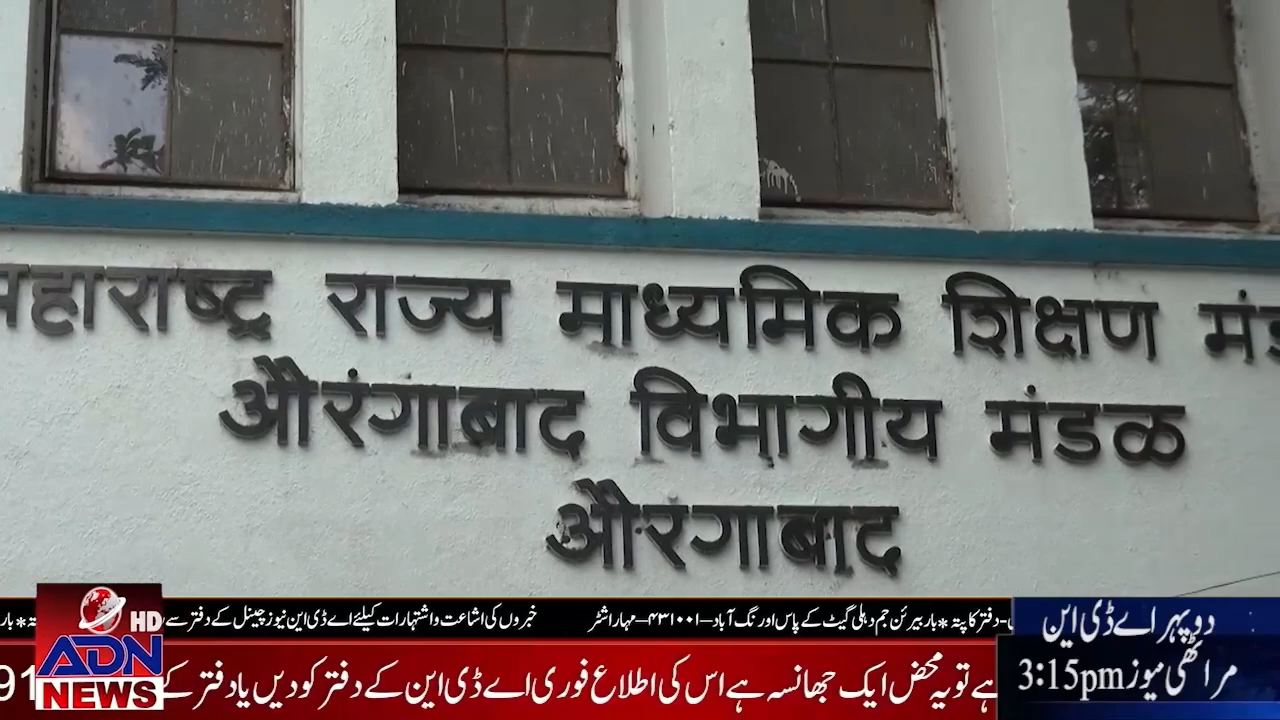 महाराष्ट्र राज्य माध्यमिक शिक्षण मंड
औरंगाबाद विभागीय मंडळ
औरंगाबाद
خبروں کی اشاعت و اشتہارات کیلئے اے ڈی این نیوز چینل کے دفتر سے
دفتر کا پتہ * باربیرئن جم دہلی گیٹ کے پاس اورنگ آباد–۴۳۱۰۰۱–مہاراشٹر
دوپہر اے ڈی این
مراٹھی نیوز 3:15pm
HD
ADN
NEWS
ہے تو یہ محض ایک جھانسہ ہے اس کی اطلاع فوری اے ڈی این کے دفتر کو دیں یا دفتر کے
91